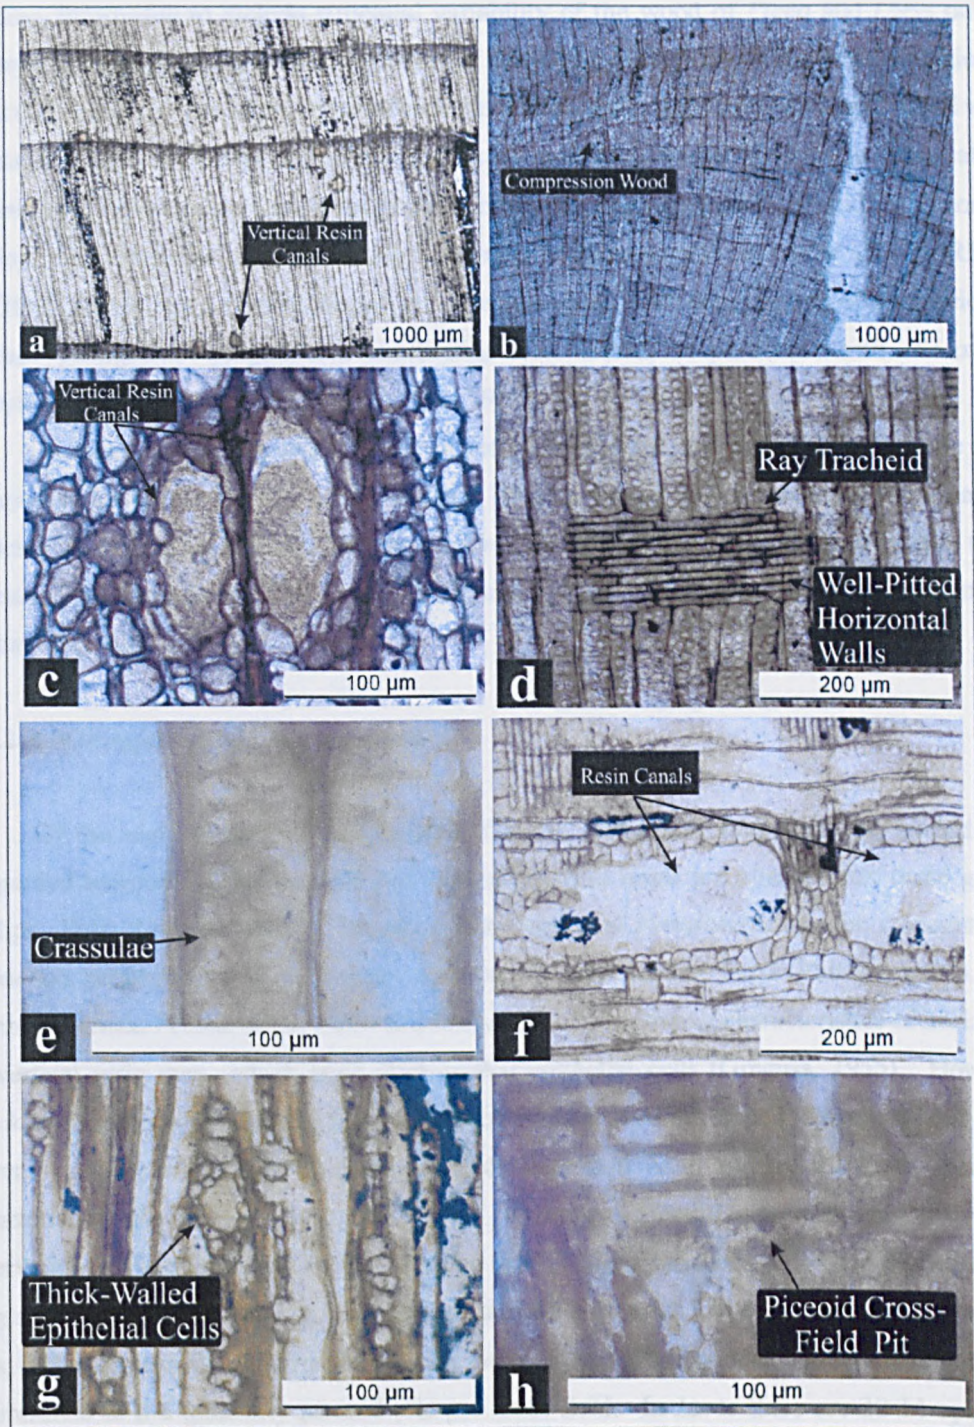 Vertical Resin
Canals
1000 µm
a
Compression Wood
1000 µm
b
Vertical Resin
Canals
100 µm
c
Ray Tracheid
Well-Pitted
Horizontal
Walls
200 µm
d
Crassulae
100 µm
e
Resin Canals
200 µm
f
Thick-Walled
Epithelial Cells
100 µm
g
Piceoid Cross-
Field Pit
100 µm
h